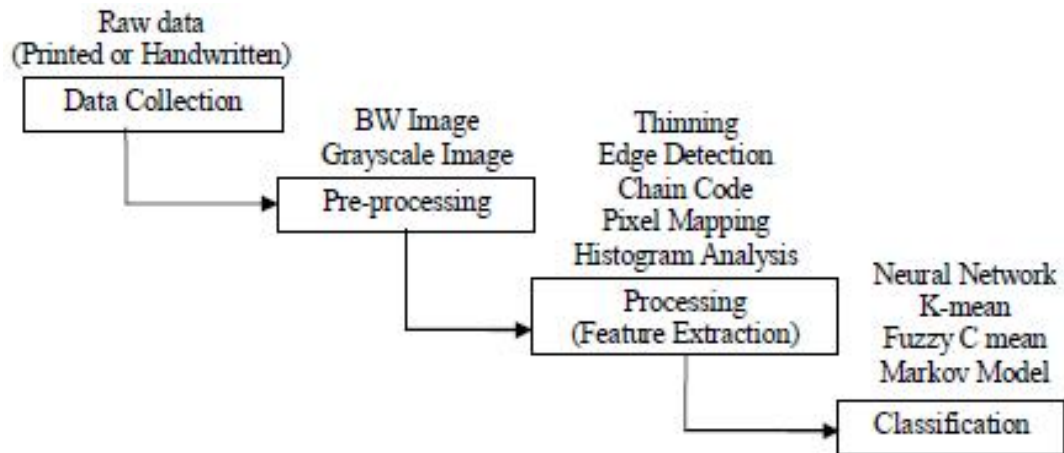 Raw data
(Printed or Handwritten)
Data Collection
BW Image
Grayscale Image
Pre-processing
Thinning
Edge Detection
Chain Code
Pixel Mapping
Histogram Analysis
Processing
(Feature Extraction)
Neural Network
K-mean
Fuzzy C mean
Markov Model
Classification